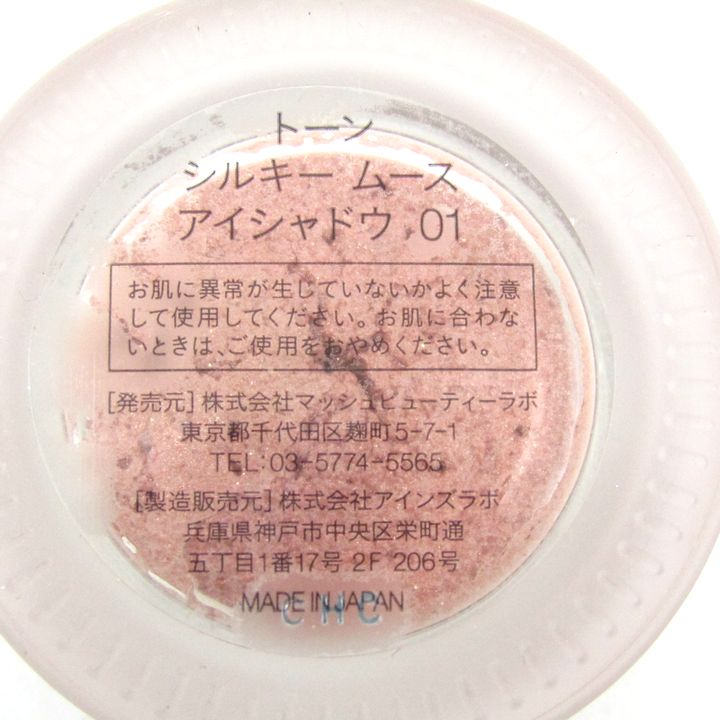 トーン
シルキー ムース
アイシャドウ 01
お肌に異常が生じていないかよく注意
して使用してください。お肌に合わな
いときは、ご使用をおやめください。
[発売元] 株式会社マッシュビューティーラボ
東京都千代田区麹町5-7-1
TEL:03-5774-5565
[製造販売元] 株式会社アインズラボ
兵庫県神戸市中央区栄町通
五丁目1番17号 2F 206号
MADE IN JAPAN
CHC